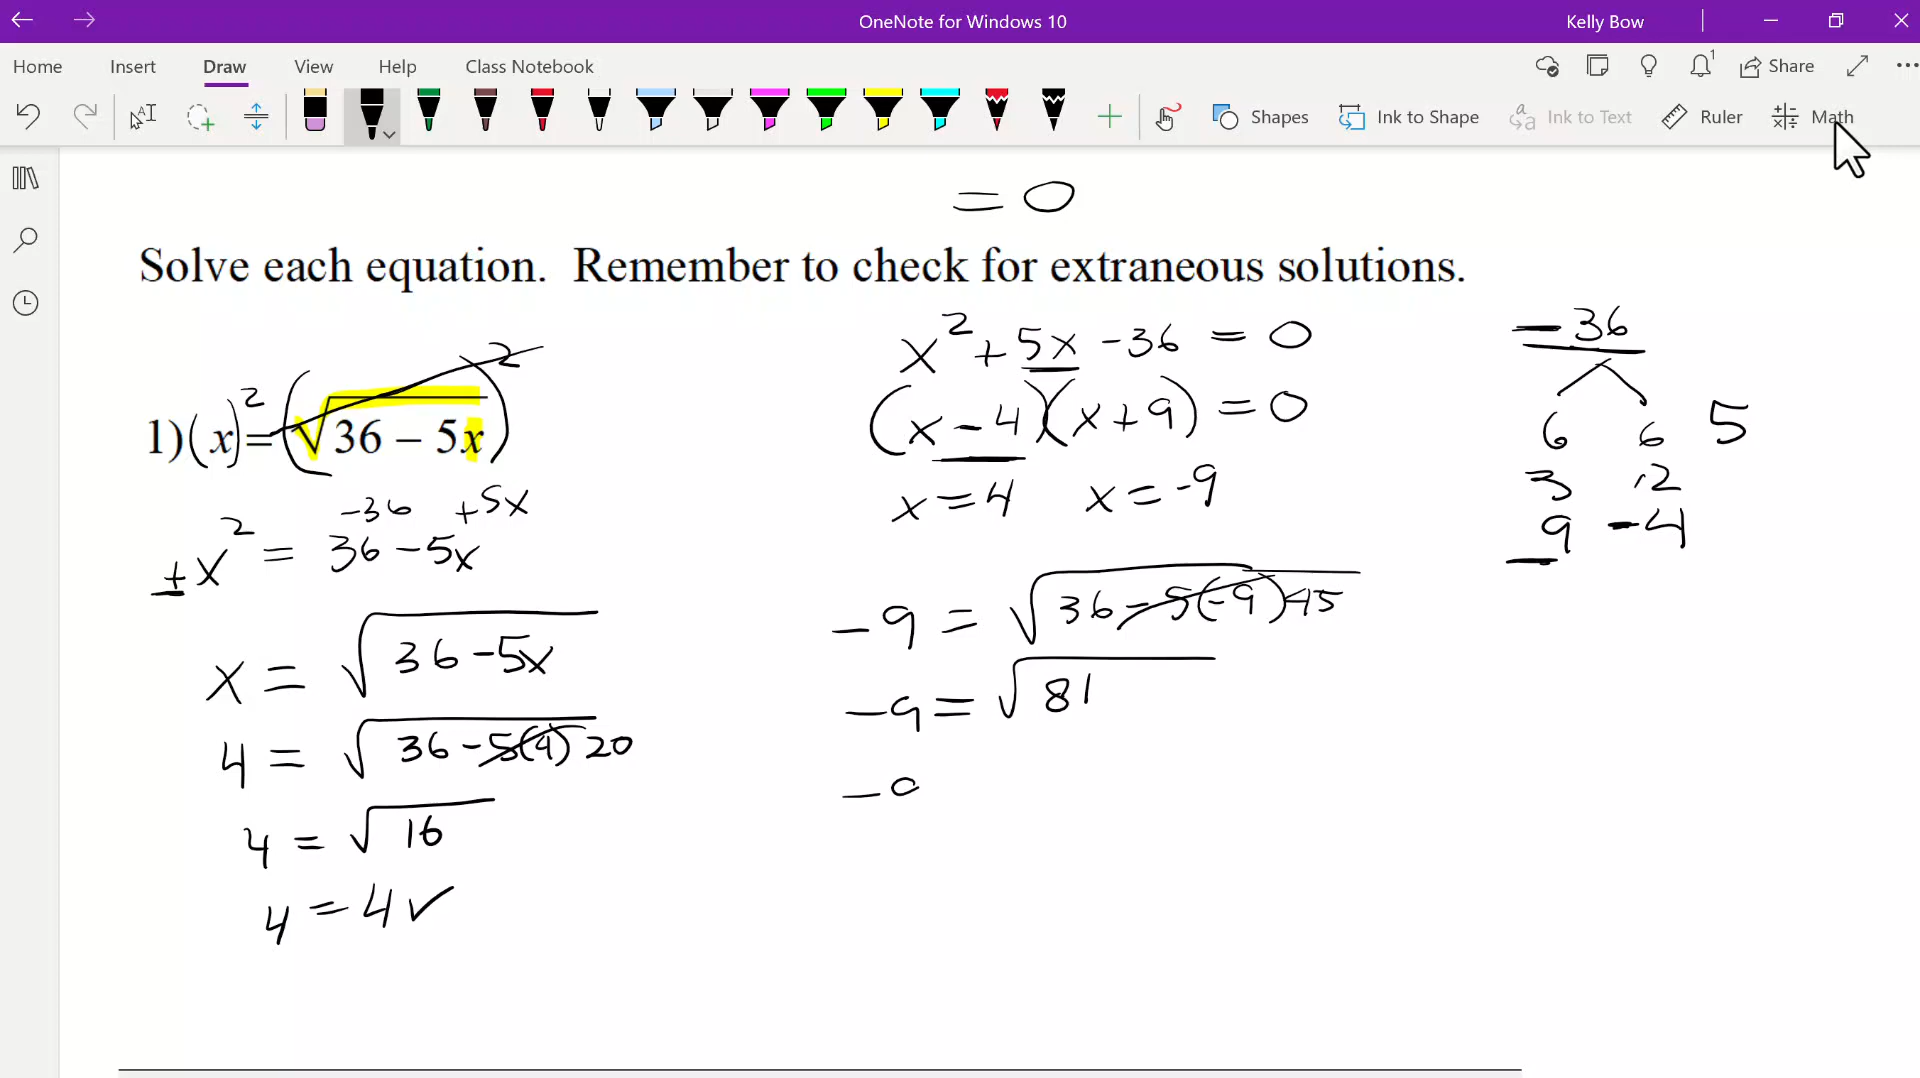 OneNote for Windows 10
Kelly Bow
Home Insert Draw View Help Class Notebook
1
Share
Shapes Ink to Shape Ink to Text Ruler Math
= 0
Solve each equation. Remember to check for extraneous solutions.
1) (x)² = (√36 – 5x)²
-36 +5x
± x² = 36 - 5x
x = √36 - 5x
4 = √36 - 5(4) 20
4 = √16
4 = 4 ✓
x² + 5x - 36 = 0
(x - 4)(x + 9) = 0
x = 4 x = -9
-9 = √36 - 5(-9) +45
-9 = √81
-9
-36
6 6 5
3 12
9 -4